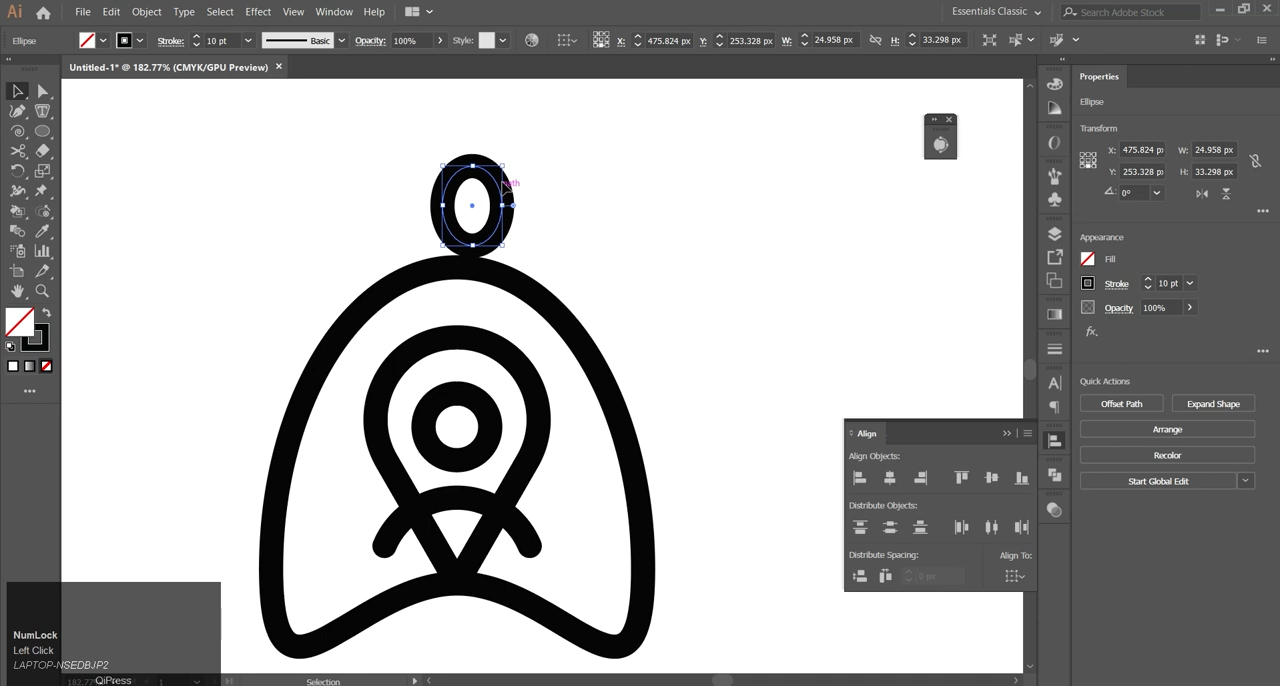 Ai File Edit Object Type Select Effect View Window Help Essentials Classic Search Adobe Stock
Ellipse Stroke: 10 pt Basic Opacity: 100% Style: X: 475.824 px Y: 253.328 px W: 24.958 px H: 33.298 px
Untitled-1* @ 182.77% (CMYK/GPU Preview) ×
Properties
Ellipse
Transform
X: 475.824 p W: 24.958 px
Y: 253.328 p H: 33.298 px
0°
Appearance
Fill
Stroke 10 pt
Opacity 100%
fx.
Quick Actions
Offset Path Expand Shape
Arrange
Recolor
Start Global Edit
Align
Align Objects:
Distribute Objects:
Distribute Spacing: Align To:
0 px
NumLock
Left Click
LAPTOP-NSEDBJP2
QiPress
182.77% 1 Selection